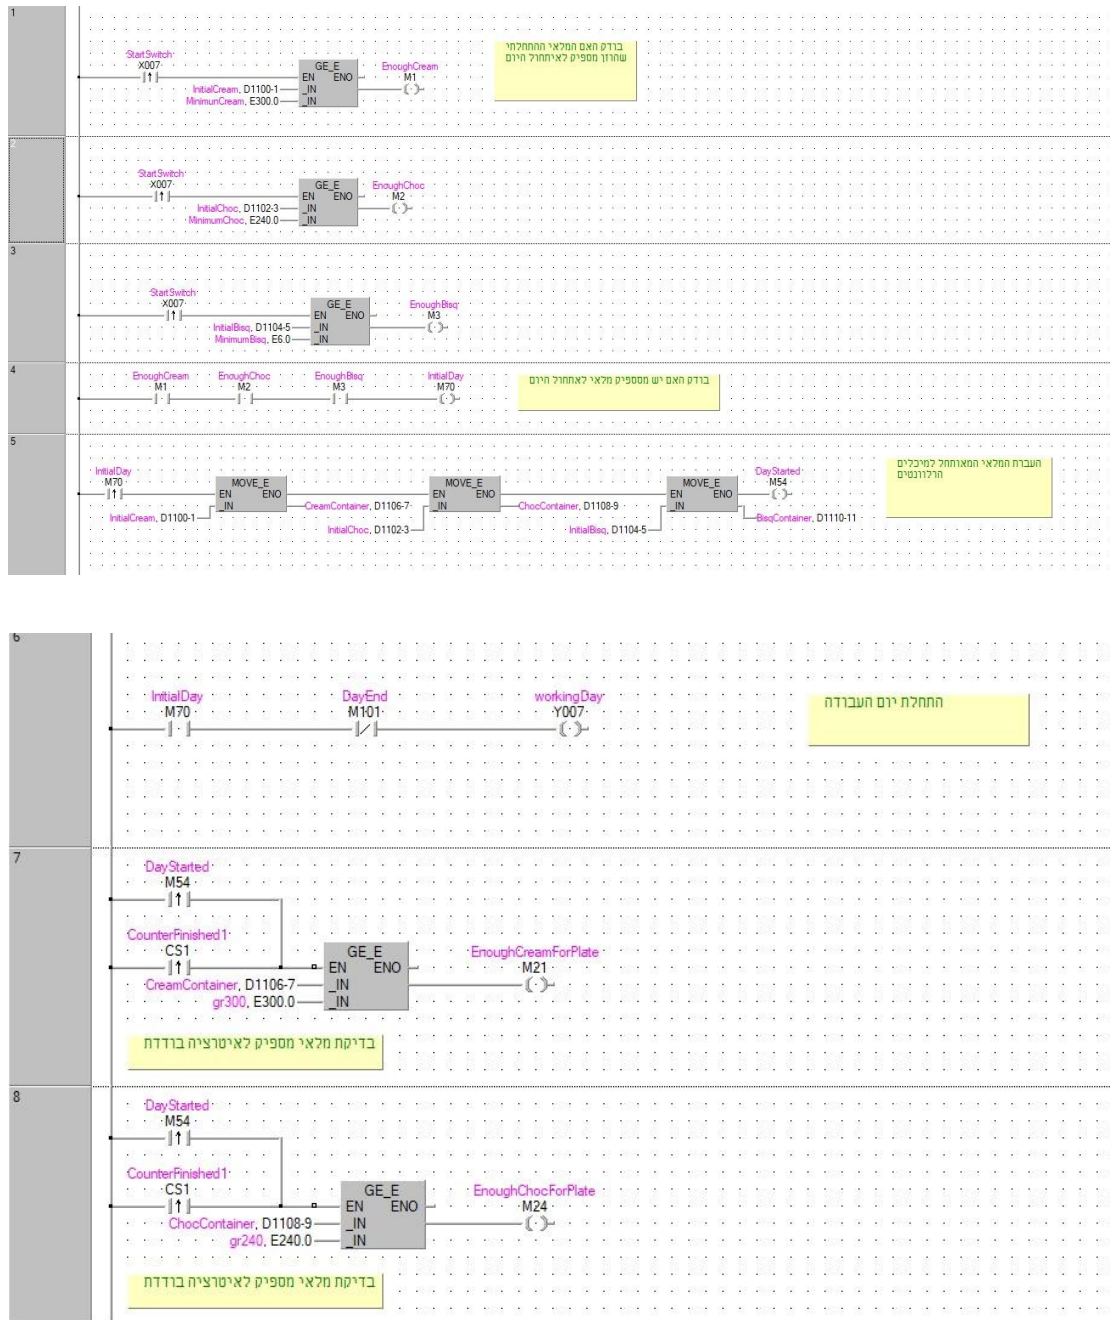 1
StartSwitch
X007
GE_E
EN ENO
EnoughCream
M1
InitialCream, D1100-1
_IN
MinimunCream, E300.0
_IN
בודק האם המלאי ההתחלתי
שהוזן מספיק לאיתחול היום
2
StartSwitch
X007
GE_E
EN ENO
EnoughChoc
M2
InitialChoc, D1102-3
_IN
MinimumChoc, E240.0
_IN
3
StartSwitch
X007
GE_E
EN ENO
EnoughBisq
M3
InitialBisq, D1104-5
_IN
MinimumBisq, E6.0
_IN
4
EnoughCream EnoughChoc EnoughBisq InitialDay
M1 M2 M3 M70
בודק האם יש מסספיק מלאי לאתחול היום
5
InitialDay
M70
MOVE_E MOVE_E MOVE_E
DayStarted
M54
EN ENO EN ENO EN ENO
_IN CreamContainer, D1106-7 _IN ChocContainer, D1108-9 _IN
InitialCream, D1100-1
BisqContainer, D1110-11
InitialChoc, D1102-3 InitialBisq, D1104-5
העברת המלאי המאותחל למיכלים
הרלוונטים
6
InitialDay DayEnd workingDay
M70 M101 Y007
התחלת יום העבודה
7
DayStarted
M54
CounterFinished1
CS1
GE_E
EN ENO
EnoughCreamForPlate
M21
CreamContainer, D1106-7
_IN
gr300, E300.0
_IN
בדיקת מלאי מספיק לאיטרציה בודדת
8
DayStarted
M54
CounterFinished1
CS1
GE_E
EN ENO
EnoughChocForPlate
M24
ChocContainer, D1108-9
_IN
gr240, E240.0
_IN
בדיקת מלאי מספיק לאיטרציה בודדת